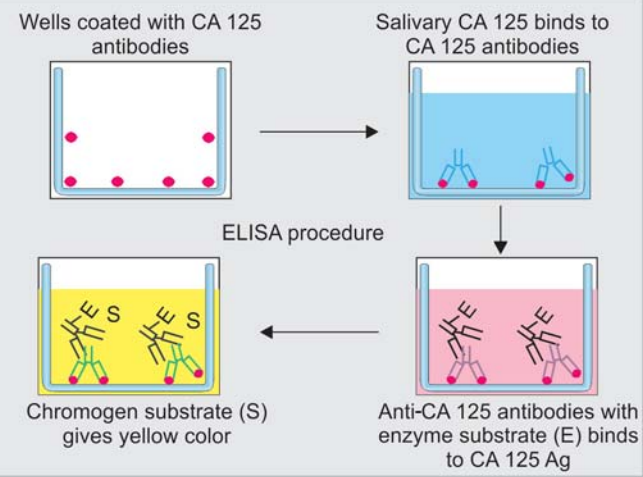 Wells coated with CA 125
antibodies
Salivary CA 125 binds to
CA 125 antibodies
ELISA procedure
E
S
E
S
E
E
Chromogen substrate (S)
gives yellow color
Anti-CA 125 antibodies with
enzyme substrate (E) binds
to CA 125 Ag